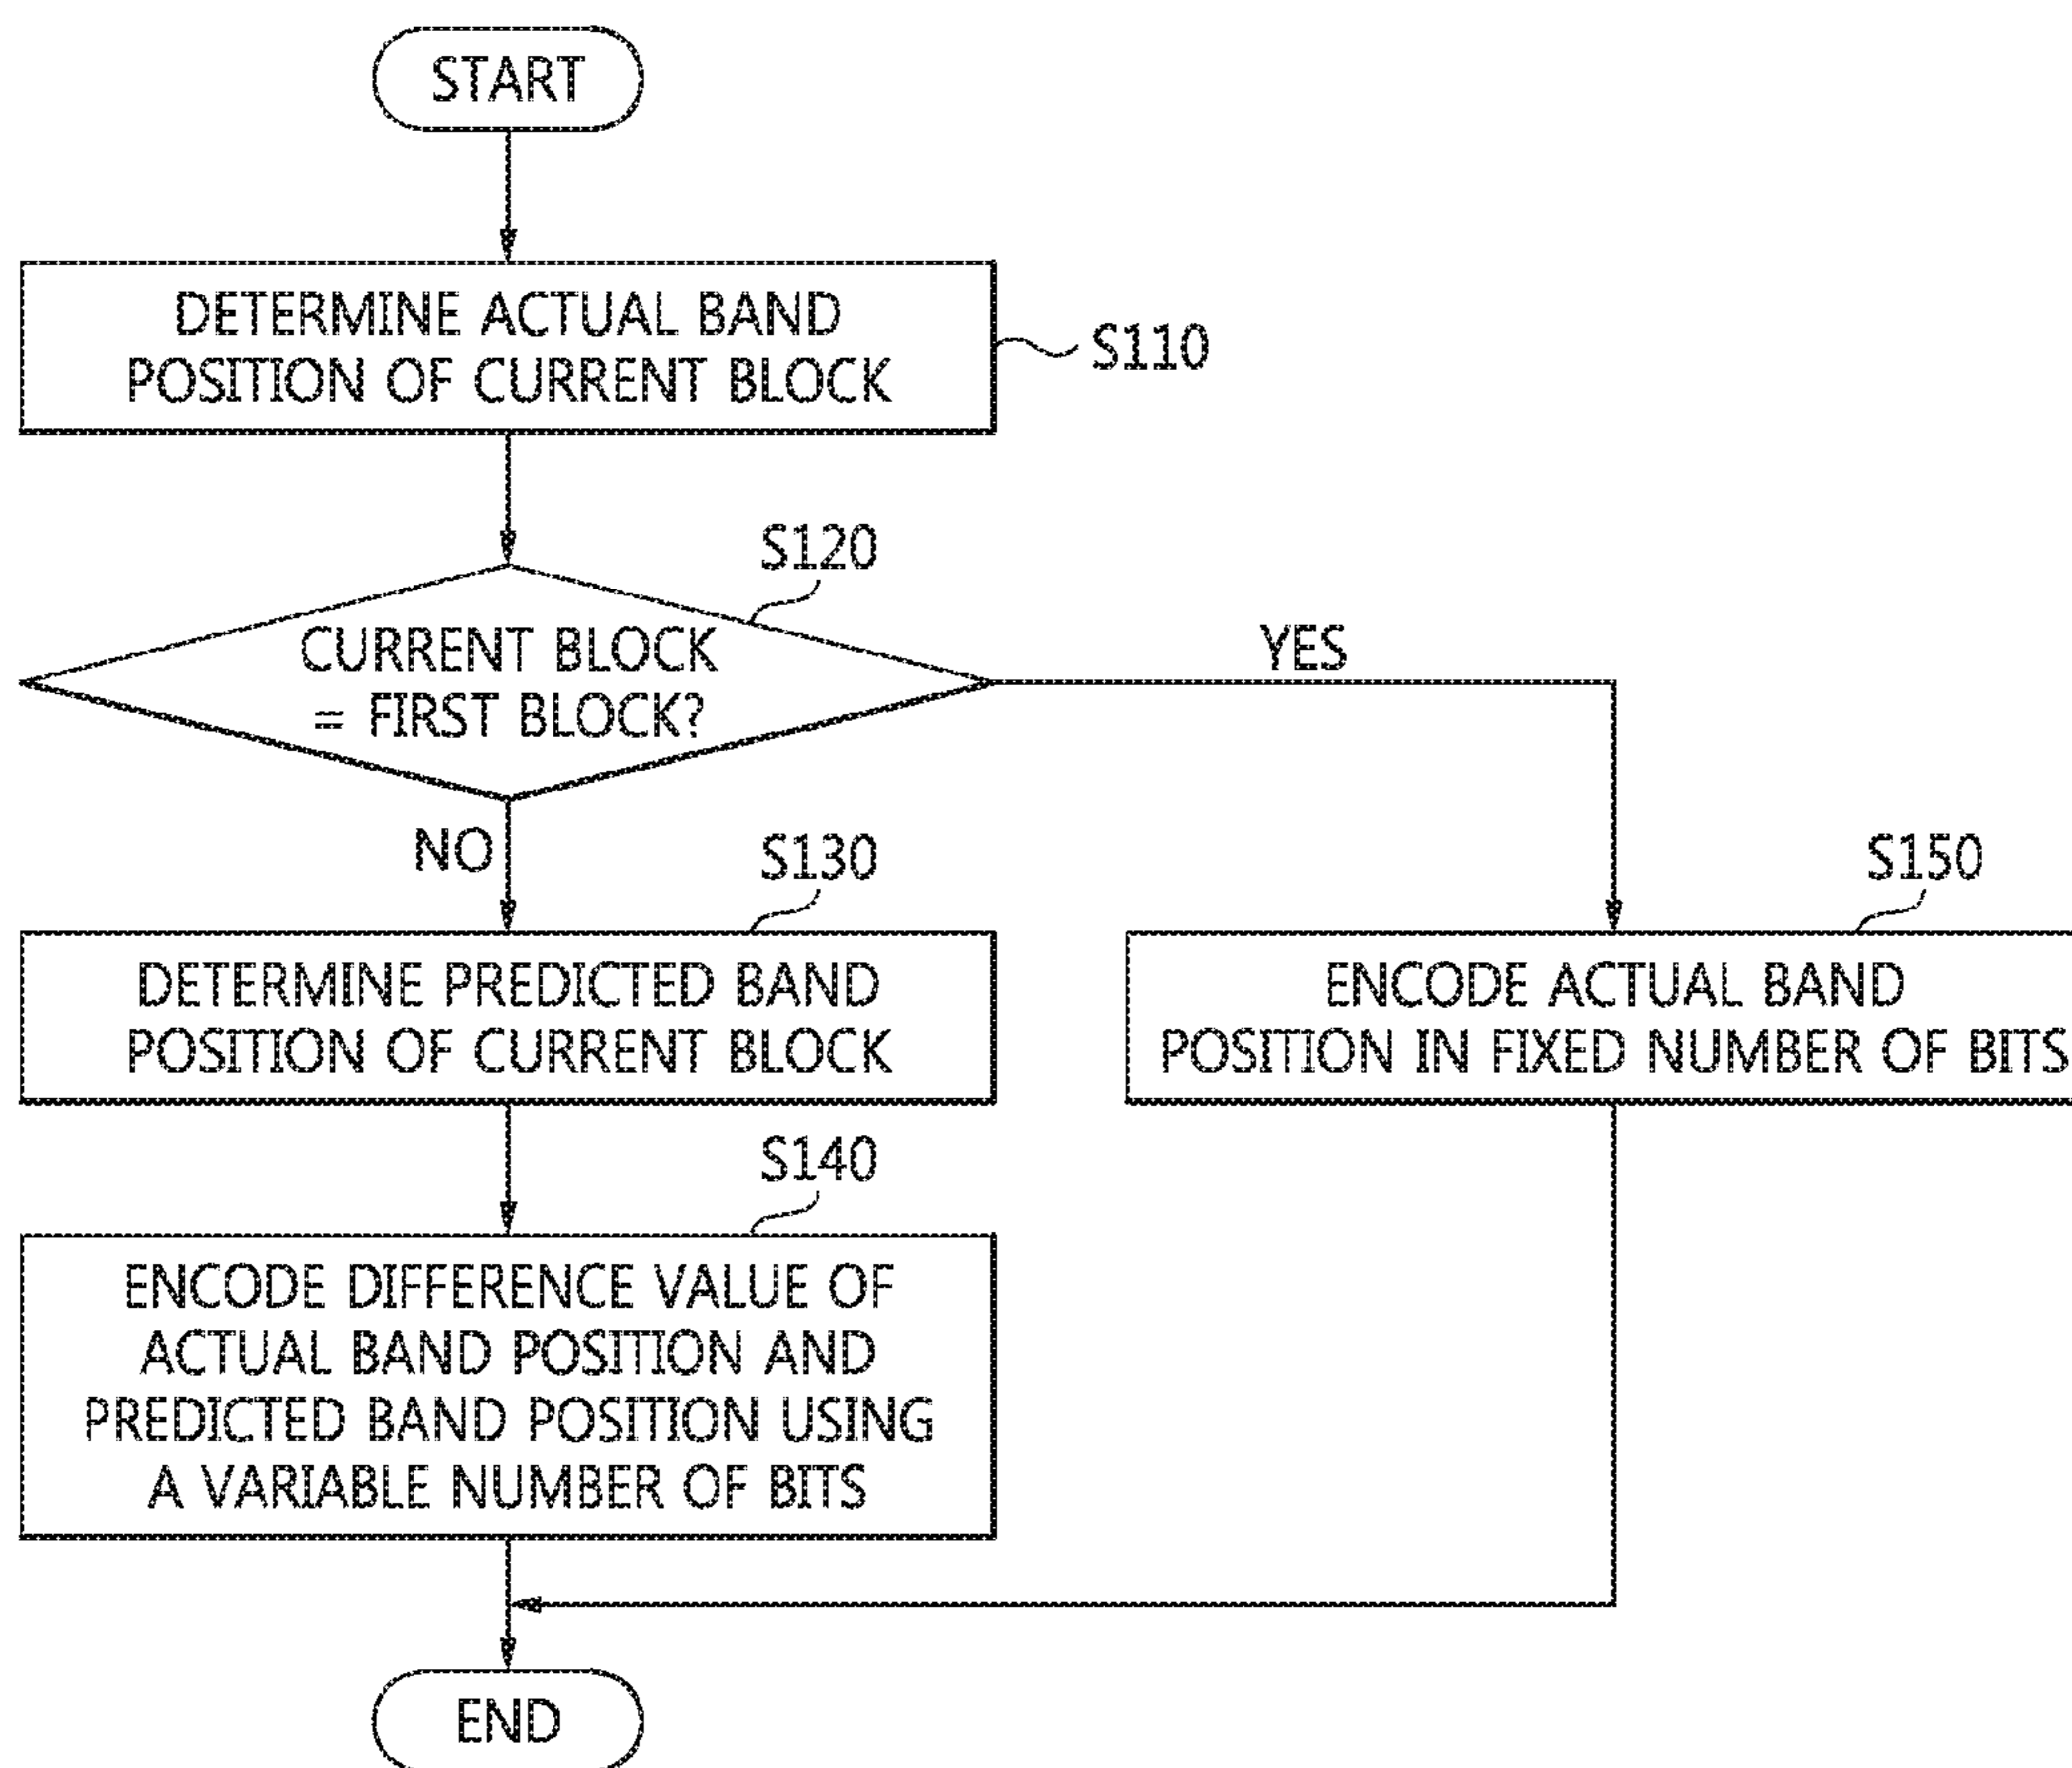 START
DETERMINE ACTUAL BAND
POSITION OF CURRENT BLOCK
S110
S120
CURRENT BLOCK
= FIRST BLOCK?
YES
NO
S130
DETERMINE PREDICTED BAND
POSITION OF CURRENT BLOCK
S150
ENCODE ACTUAL BAND
POSITION IN FIXED NUMBER OF BITS
S140
ENCODE DIFFERENCE VALUE OF
ACTUAL BAND POSITION AND
PREDICTED BAND POSITION USING
A VARIABLE NUMBER OF BITS
END